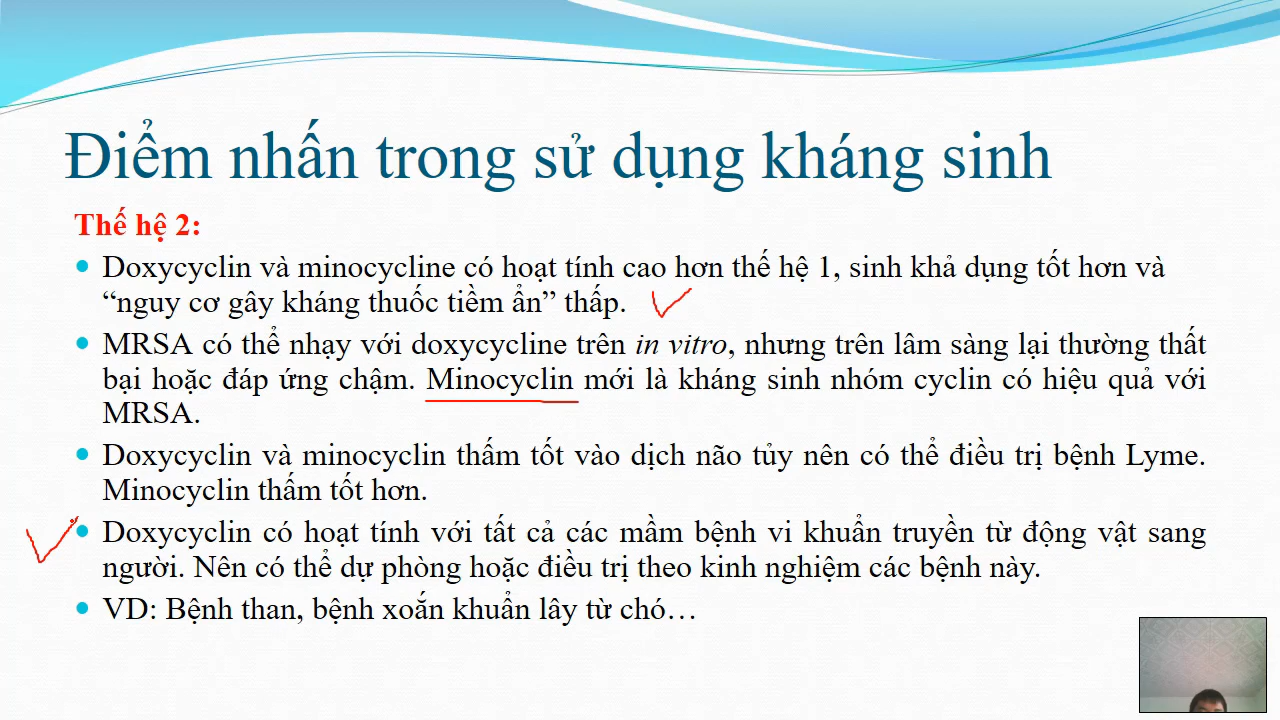 Điểm nhấn trong sử dụng kháng sinh
Thế hệ 2:
Doxycyclin và minocycline có hoạt tính cao hơn thế hệ 1, sinh khả dụng tốt hơn và
“nguy cơ gây kháng thuốc tiềm ẩn” thấp.
MRSA có thể nhạy với doxycycline trên in vitro, nhưng trên lâm sàng lại thường thất
bại hoặc đáp ứng chậm. Minocyclin mới là kháng sinh nhóm cyclin có hiệu quả với
MRSA.
Doxycyclin và minocyclin thấm tốt vào dịch não tủy nên có thể điều trị bệnh Lyme.
Minocyclin thấm tốt hơn.
Doxycyclin có hoạt tính với tất cả các mầm bệnh vi khuẩn truyền từ động vật sang
người. Nên có thể dự phòng hoặc điều trị theo kinh nghiệm các bệnh này.
VD: Bệnh than, bệnh xoắn khuẩn lây từ chó…